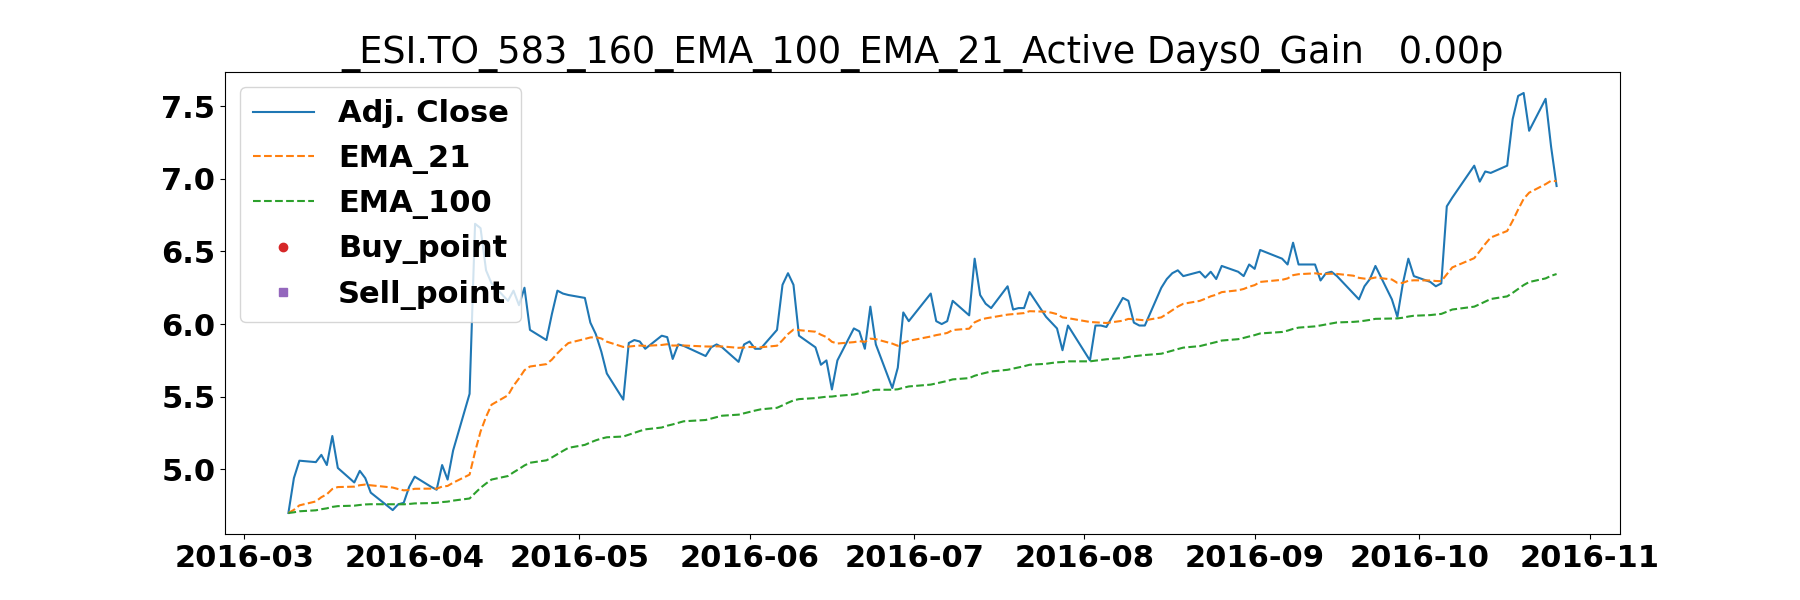 _ESI.TO_583_160_EMA_100_EMA_21_Active Days0_Gain   0.00p
7.5
7.0
6.5
6.0
5.5
5.0
Adj. Close
EMA_21
EMA_100
Buy_point
Sell_point
2016-03 2016-04 2016-05 2016-06 2016-07 2016-08 2016-09 2016-10 2016-11